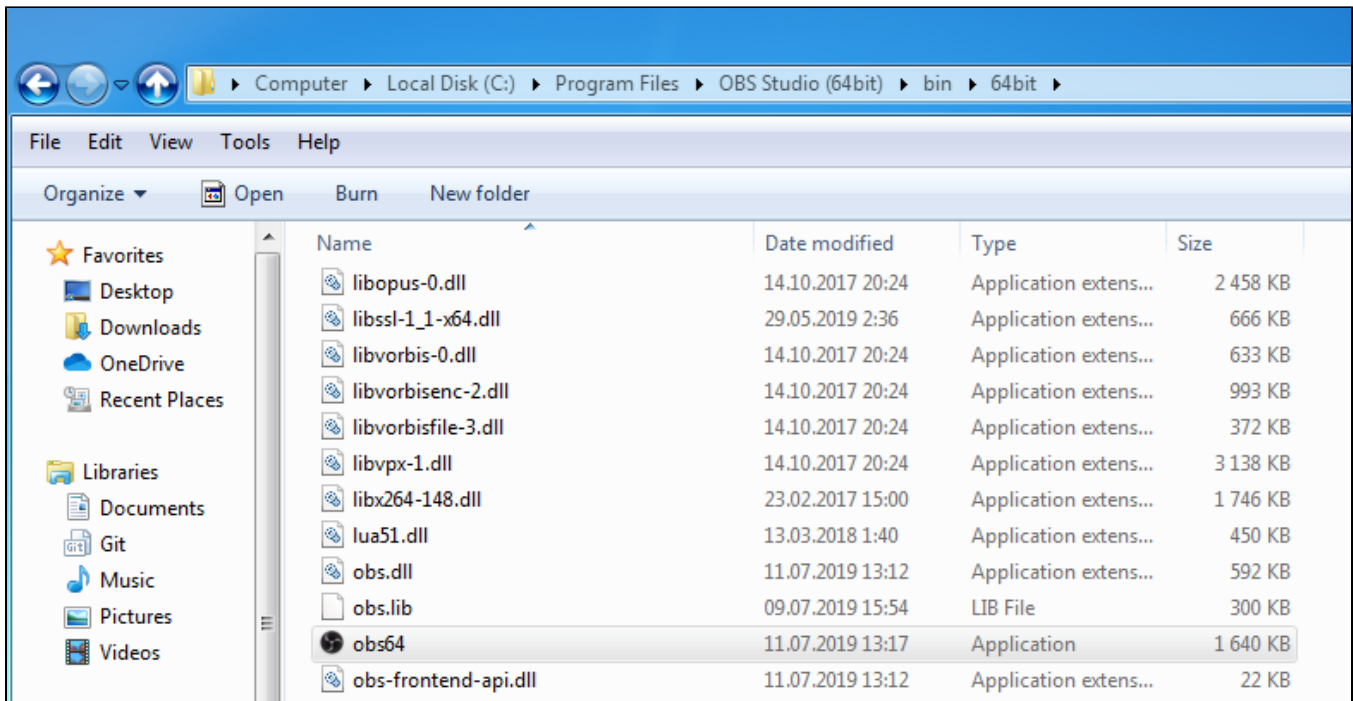 Computer ▸ Local Disk (C:) ▸ Program Files ▸ OBS Studio (64bit) ▸ bin ▸ 64bit ▸
File Edit View Tools Help
Organize ▼ Open Burn New folder
Favorites
Desktop
Downloads
OneDrive
Recent Places
Libraries
Documents
Git
Git
Music
Pictures
Videos
Name Date modified Type Size
libopus-0.dll 14.10.2017 20:24 Application extens... 2 458 KB
libssl-1_1-x64.dll 29.05.2019 2:36 Application extens... 666 KB
libvorbis-0.dll 14.10.2017 20:24 Application extens... 633 KB
libvorbisenc-2.dll 14.10.2017 20:24 Application extens... 993 KB
libvorbisfile-3.dll 14.10.2017 20:24 Application extens... 372 KB
libvpx-1.dll 14.10.2017 20:24 Application extens... 3 138 KB
libx264-148.dll 23.02.2017 15:00 Application extens... 1 746 KB
lua51.dll 13.03.2018 1:40 Application extens... 450 KB
obs.dll 11.07.2019 13:12 Application extens... 592 KB
obs.lib 09.07.2019 15:54 LIB File 300 KB
obs64 11.07.2019 13:17 Application 1 640 KB
obs-frontend-api.dll 11.07.2019 13:12 Application extens... 22 KB